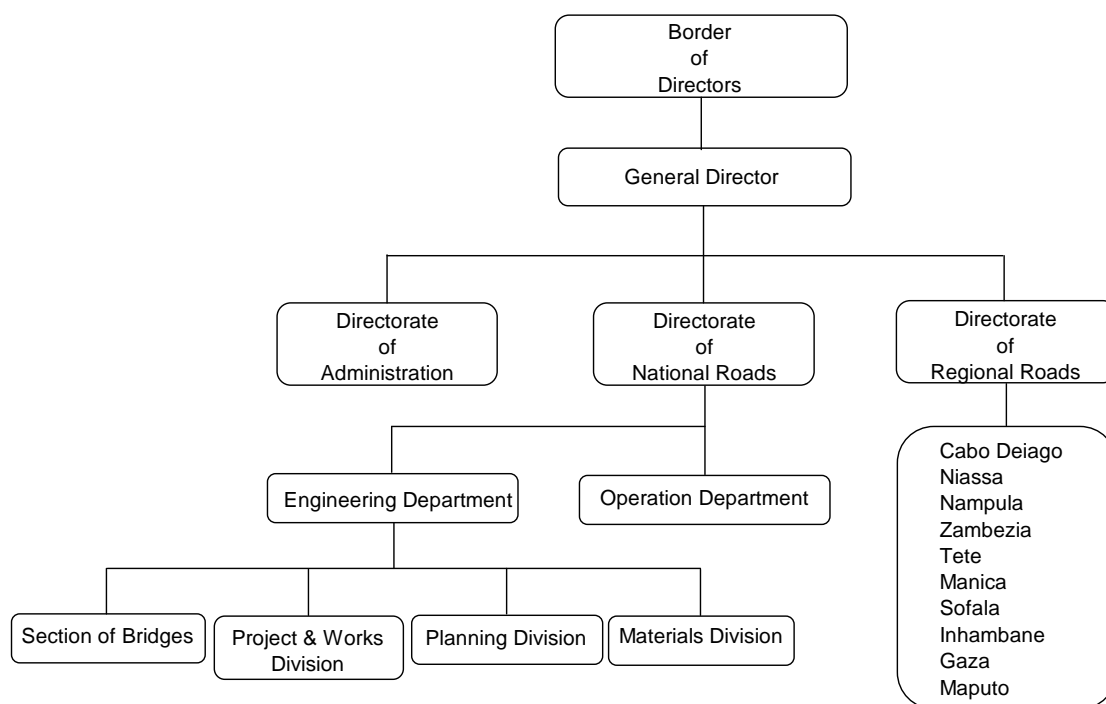 Border
of
Directors
General Director
Directorate
of
Administration
Directorate
of
National Roads
Directorate
of
Regional Roads
Engineering Department
Operation Department
Cabo Deiago
Niassa
Nampula
Zambezia
Tete
Manica
Sofala
Inhambane
Gaza
Maputo
Section of Bridges
Project & Works
Division
Planning Division
Materials Division